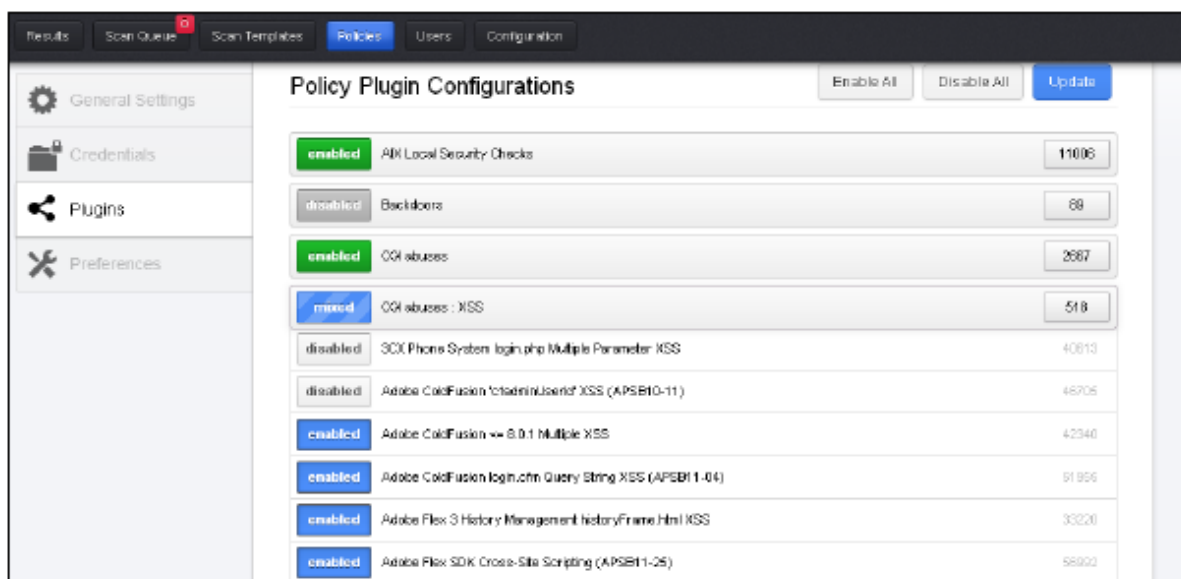 Results Scan Queue 0 Scan Templates Policies Users Configuration
General Settings
Credentials
Plugins
Preferences
Policy Plugin Configurations
Enable All Disable All Update
enabled AIX Local Security Checks 11006
disabled Backdoors 89
enabled CGI abuses 2667
mixed CGI abuses : XSS 518
disabled 3CX Phone System login.php Multiple Parameter XSS 40613
disabled Adobe ColdFusion 'cfadminUserId' XSS (APSB10-11) 46705
enabled Adobe ColdFusion <= 8.0.1 Multiple XSS 42340
enabled Adobe ColdFusion login.cfm Query String XSS (APSB11-04)
enabled Adobe Flex 3 History Management historyFrame.html XSS 33220
enabled Adobe Flex SDK Cross-Site Scripting (APSB11-25)